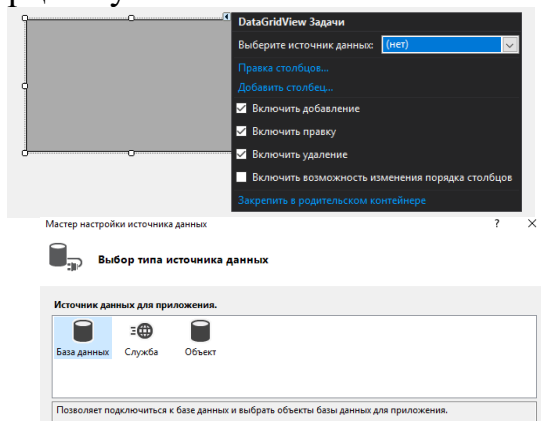 DataGridView Задачи
Выберите источник данных: (нет)
Правка столбцов...
Добавить столбец...
Включить добавление
Включить правку
Включить удаление
Включить возможность изменения порядка столбцов
Закрепить в родительском контейнере
Мастер настройки источника данных ? ×
Выбор типа источника данных
Источник данных для приложения.
База данных Служба Объект
Позволяет подключиться к базе данных и выбрать объекты базы данных для приложения.